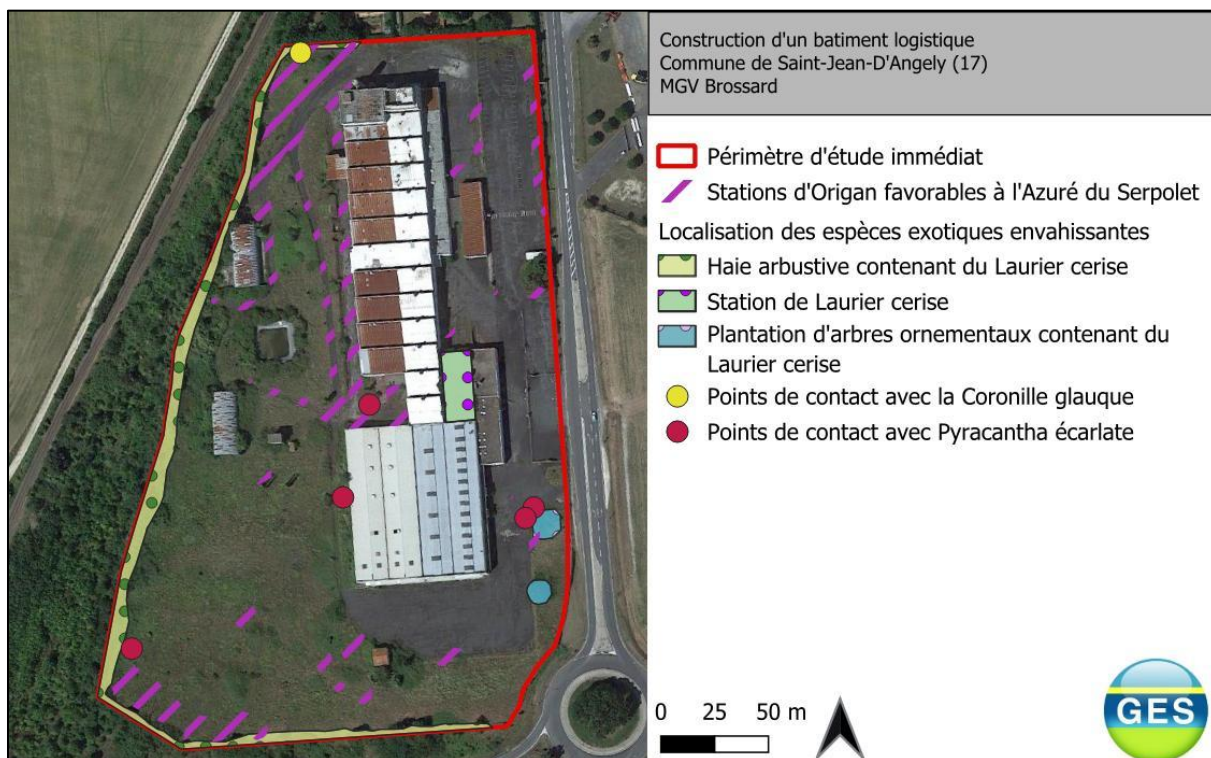 Construction d'un batiment logistique
Commune de Saint-Jean-D'Angely (17)
MGV Brossard
Périmètre d'étude immédiat
Stations d'Origan favorables à l'Azuré du Serpolet
Localisation des espèces exotiques envahissantes
Haie arbustive contenant du Laurier cerise
Station de Laurier cerise
Plantation d'arbres ornementaux contenant du
Laurier cerise
Points de contact avec la Coronille glauque
Points de contact avec Pyracantha écarlate
0 25 50 m
GES